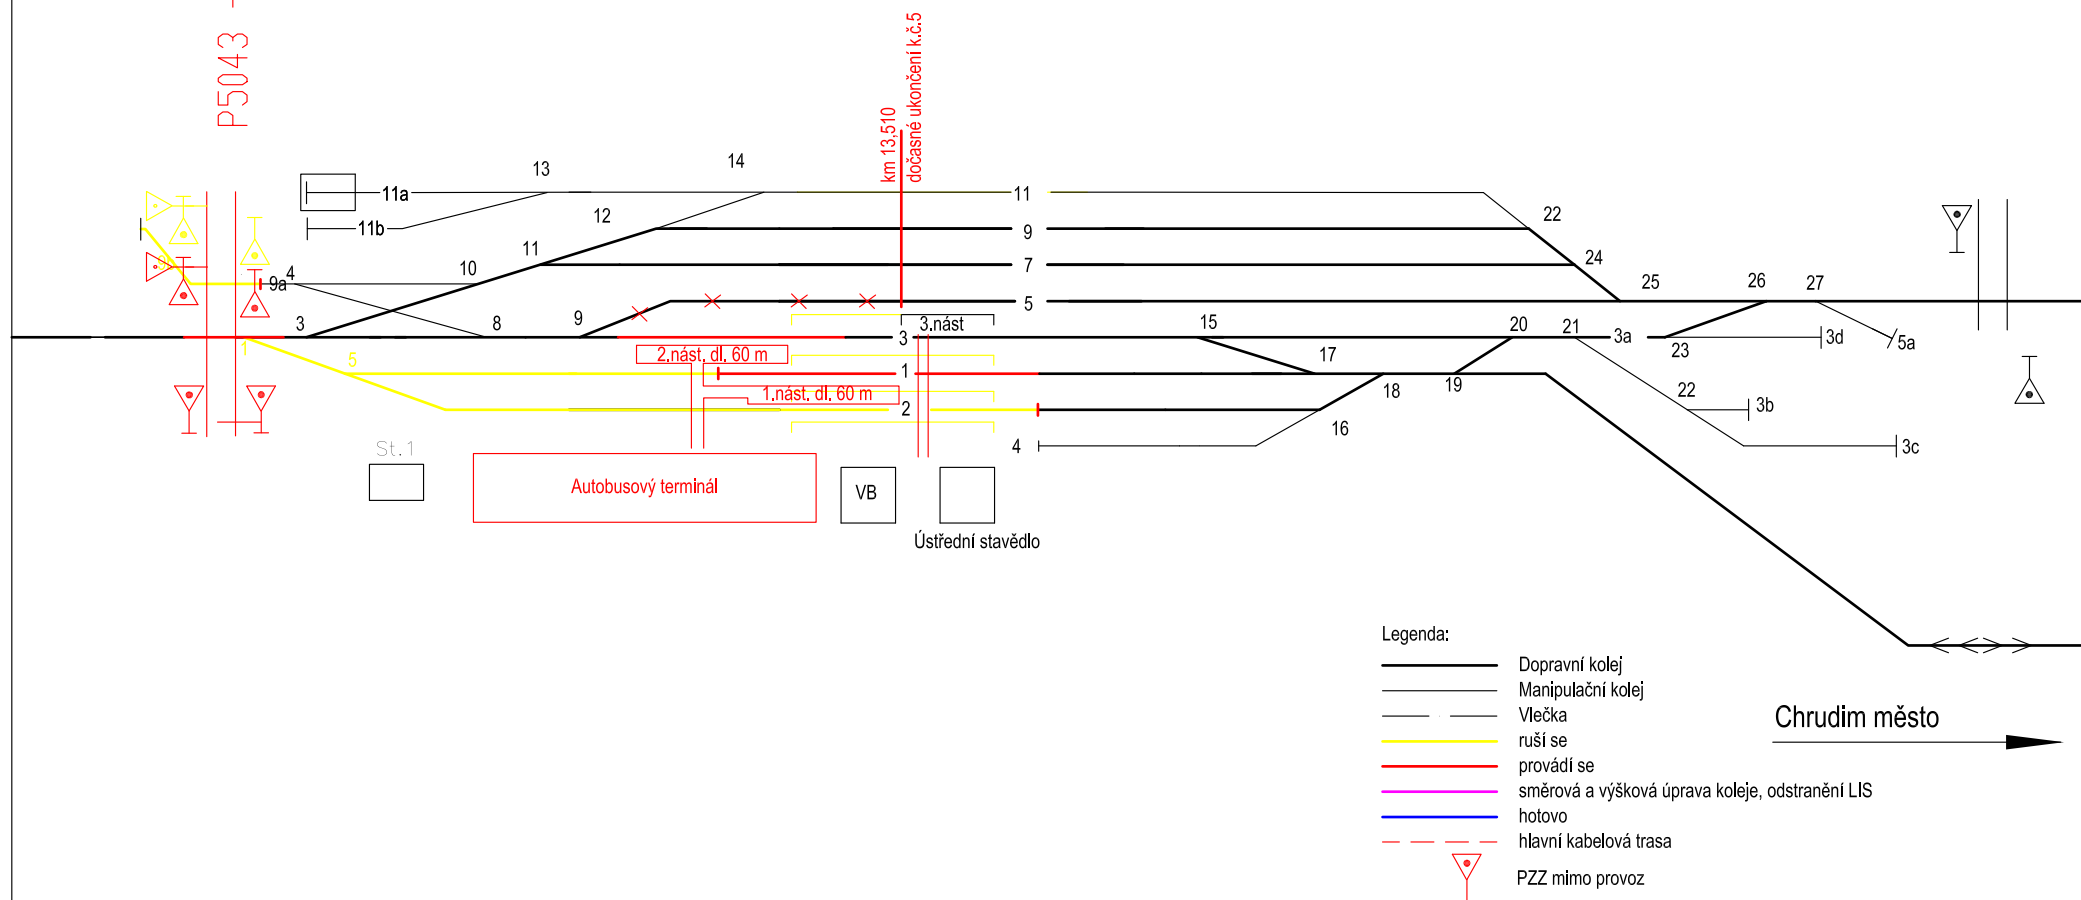 P5043
km 13,510
dočasné ukončení k.č.5
13
14
11a
11
12
22
11b
9
11
7
24
10
4
9a
9
25
26
27
5
3.nást
3
8
9
15
20
21
3a
3
3d
5a
23
1
5
2.nást. dl. 60 m
17
1
1.nást. dl. 60 m
18
19
22
3b
2
16
4
3c
St.1
Autobusový terminál
VB
Ústřední stavědlo
Legenda:
Dopravní kolej
Manipulační kolej
Vlečka
ruší se
provádí se
směrová a výšková úprava koleje, odstranění LIS
hotovo
hlavní kabelová trasa
PZZ mimo provoz
Chrudim město